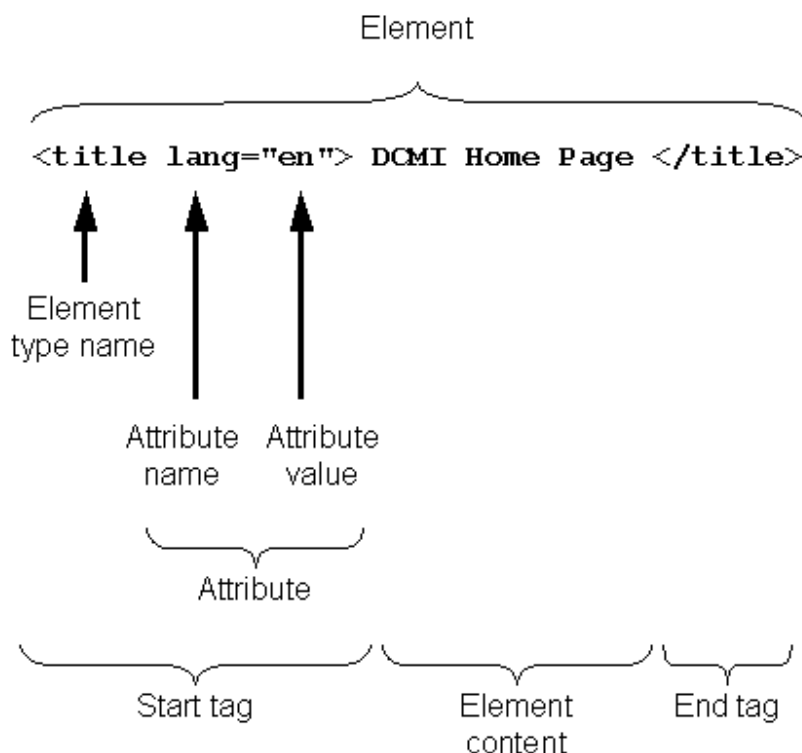 Element
<title lang="en"> DCMI Home Page </title>
Element
type name
Attribute
name
Attribute
value
Attribute
Start tag
Element
content
End tag